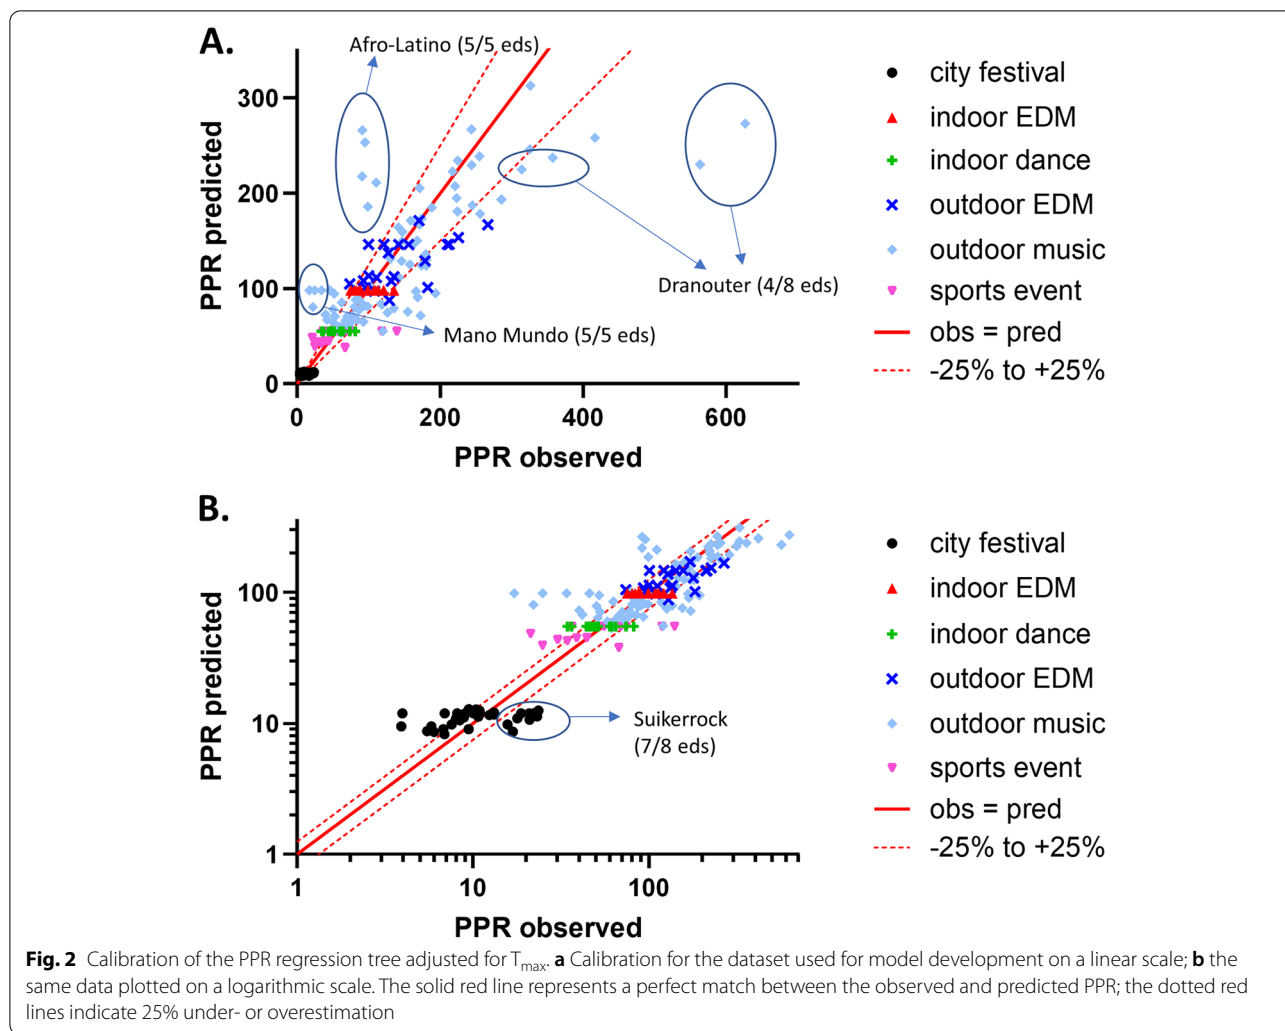 A.
Afro-Latino (5/5 eds)
300
200
100
0
PPR predicted
0 200 400 600
PPR observed
Dranouter (4/8 eds)
Mano Mundo (5/5 eds)
city festival
indoor EDM
indoor dance
outdoor EDM
outdoor music
sports event
obs = pred
-25% to +25%
B.
100
10
1
PPR predicted
1 10 100
PPR observed
Suikerrock
(7/8 eds)
city festival
indoor EDM
indoor dance
outdoor EDM
outdoor music
sports event
obs = pred
-25% to +25%
Fig. 2 Calibration of the PPR regression tree adjusted for Tmax. a Calibration for the dataset used for model development on a linear scale; b the
same data plotted on a logarithmic scale. The solid red line represents a perfect match between the observed and predicted PPR; the dotted red
lines indicate 25% under- or overestimation